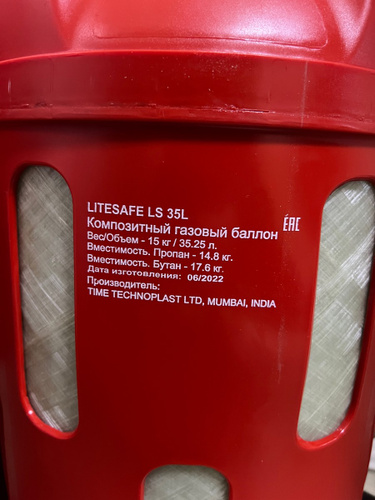 LITESAFE LS 35L
Композитный газовый баллон
Вес/Объем - 15 кг / 35.25 л.
Вместимость. Пропан - 14.8 кг.
Вместимость. Бутан - 17.6 кг.
Дата изготовления: 06/2022
Производитель:
TIME TECHNOPLAST LTD, MUMBAI, INDIA
EAC